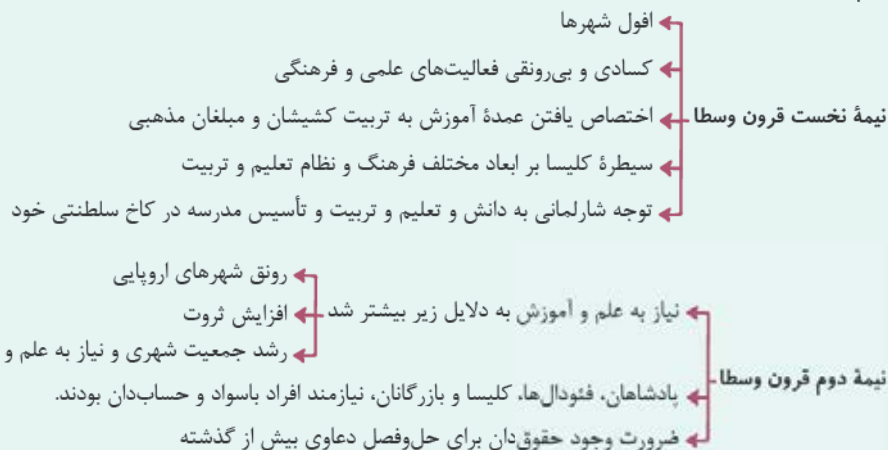 افول شهرها
کسادی و بی‌رونقی فعالیت‌های علمی و فرهنگی
نیمهٔ نخست قرون وسطا
اختصاص یافتن عمدهٔ آموزش به تربیت کشیشان و مبلغان مذهبی
سیطرهٔ کلیسا بر ابعاد مختلف فرهنگ و نظام تعلیم و تربیت
توجه شارلمانی به دانش و تعلیم و تربیت و تأسیس مدرسه در کاخ سلطنتی خود
نیمهٔ دوم قرون وسطا
نیاز به علم و آموزش به دلایل زیر بیشتر شد
رونق شهرهای اروپایی
افزایش ثروت
رشد جمعیت شهری و نیاز به علم و
پادشاهان، فئودال‌ها، کلیسا و بازرگانان، نیازمند افراد باسواد و حساب‌دان بودند.
ضرورت وجود حقوق‌دان برای حل‌وفصل دعاوی بیش از گذشته